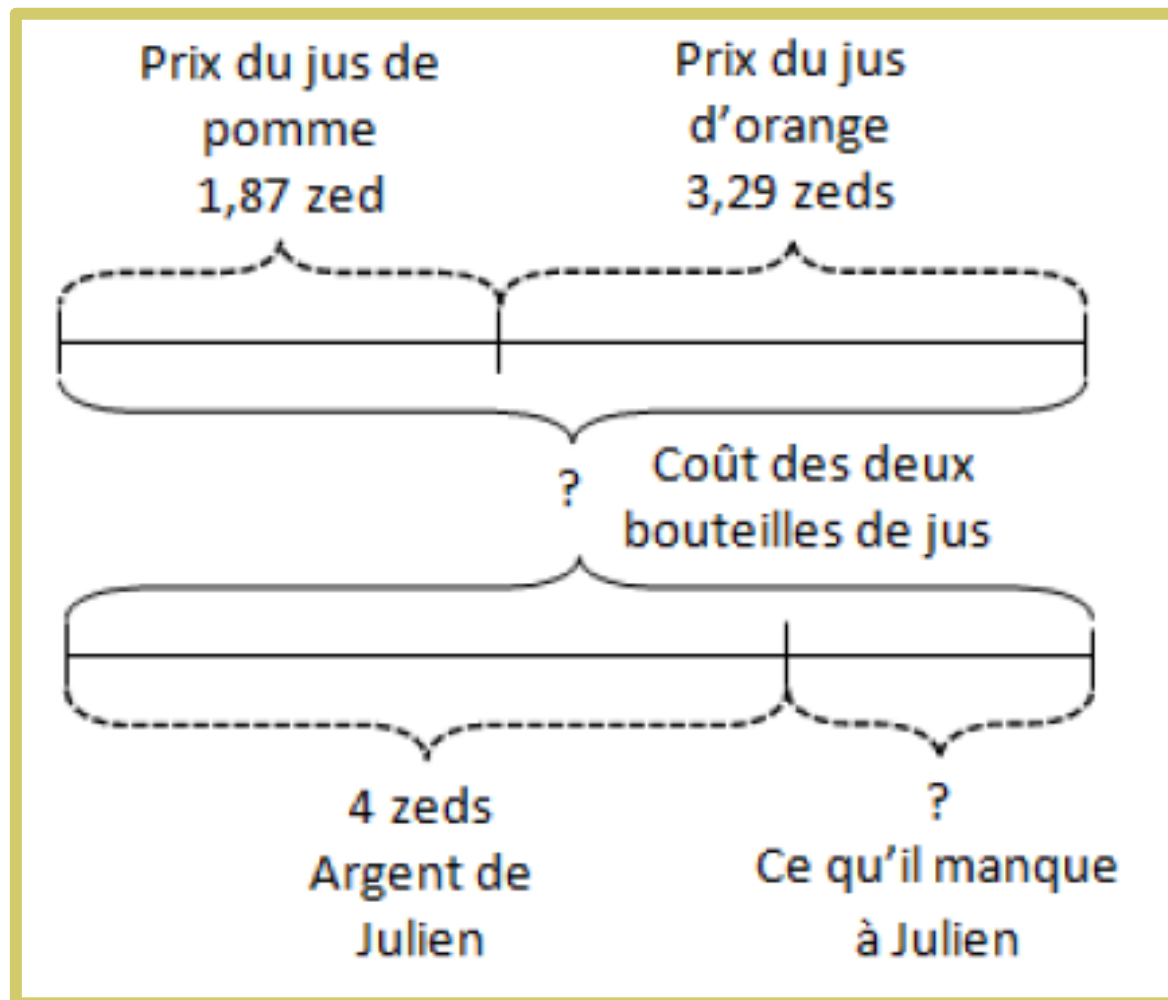 Prix du jus de
pomme
1,87 zed
Prix du jus
d'orange
3,29 zeds
?
Coût des deux
bouteilles de jus
4 zeds
Argent de
Julien
?
Ce qu'il manque
à Julien